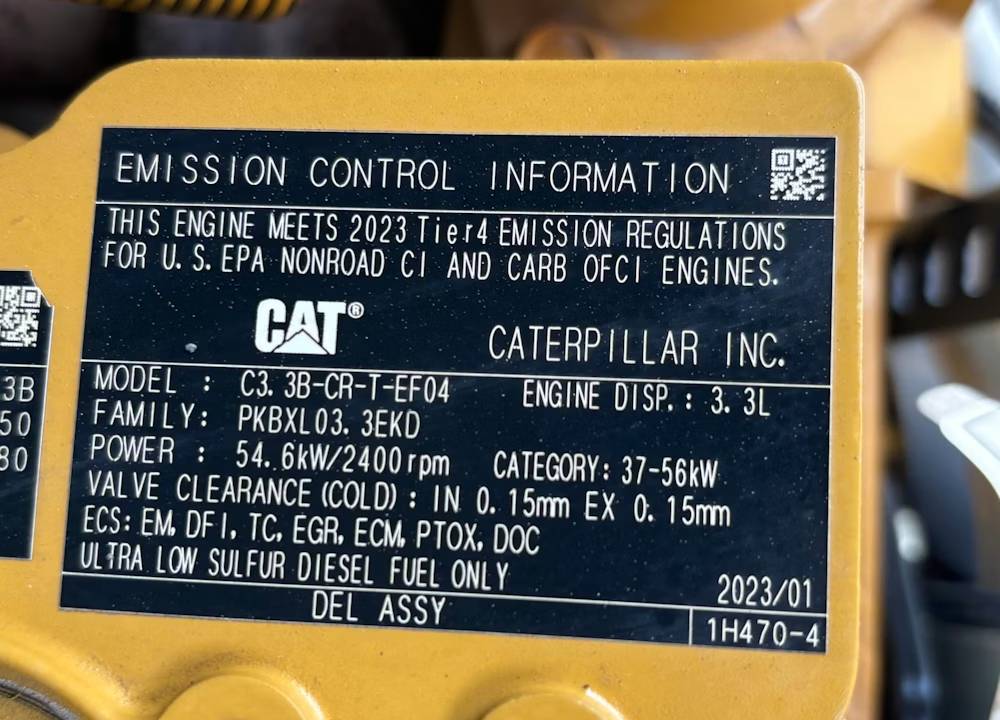 EMISSION CONTROL INFORMATION
THIS ENGINE MEETS 2023 Tier4 EMISSION REGULATIONS
FOR U.S.EPA NONROAD CI AND CARB OFCI ENGINES.
CAT®
CATERPILLAR INC.
MODEL : C3.3B-CR-T-EF04 ENGINE DISP.: 3.3L
FAMILY: PKBXL03.3EKD
POWER : 54.6kW/2400rpm CATEGORY: 37-56kW
VALVE CLEARANCE(COLD): IN 0.15mm EX 0.15mm
ECS: EM, DFI, TC, EGR, ECM, PTOX, DOC
ULTRA LOW SULFUR DIESEL FUEL ONLY
2023/01
DEL ASSY
1H470-4
3B
50
80